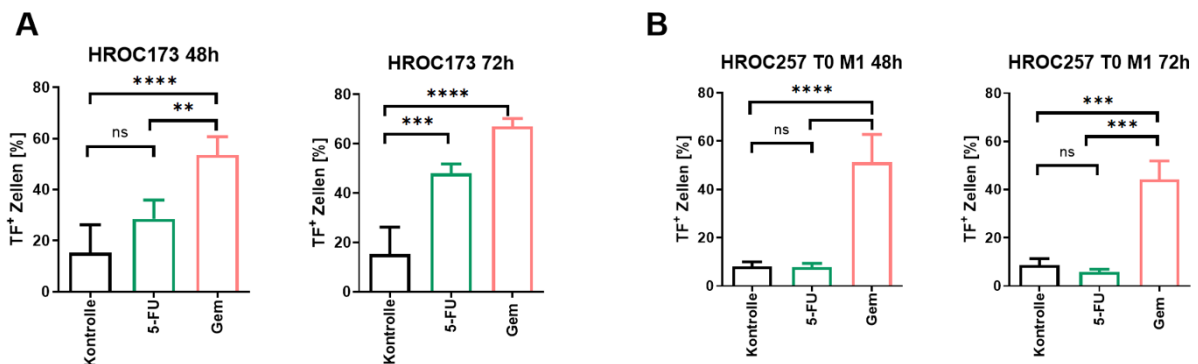 A
HROC173 48h
TF⁺ Zellen [%]
80
60
40
20
0
****
**
ns
Kontrolle
5-FU
Gem
HROC173 72h
TF⁺ Zellen [%]
80
60
40
20
0
****
***
Kontrolle
5-FU
Gem
B
HROC257 T0 M1 48h
TF⁺ Zellen [%]
80
60
40
20
0
****
ns
Kontrolle
5-FU
Gem
HROC257 T0 M1 72h
TF⁺ Zellen [%]
80
60
40
20
0
***
***
ns
Kontrolle
5-FU
Gem